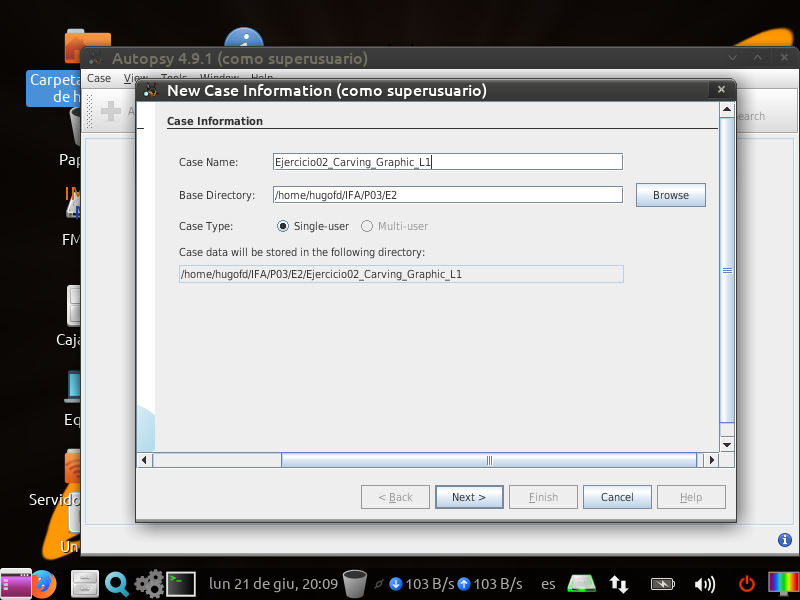 Autopsy 4.9.1 (como superusuario)
Carpeta
de h
Case View Tools Window Help
New Case Information (como superusuario)
Case Information
earch
Case Name: Ejercicio02_Carving_Graphic_L1
Pap
Base Directory: /home/hugofd/IFA/P03/E2 Browse
Case Type: Single-user Multi-user
FM
Case data will be stored in the following directory:
/home/hugofd/IFA/P03/E2/Ejercicio02_Carving_Graphic_L1
Caja
Eq
Servido
Un
< Back Next > Finish Cancel Help
lun 21 de giu, 20:09 103 B/s 103 B/s es